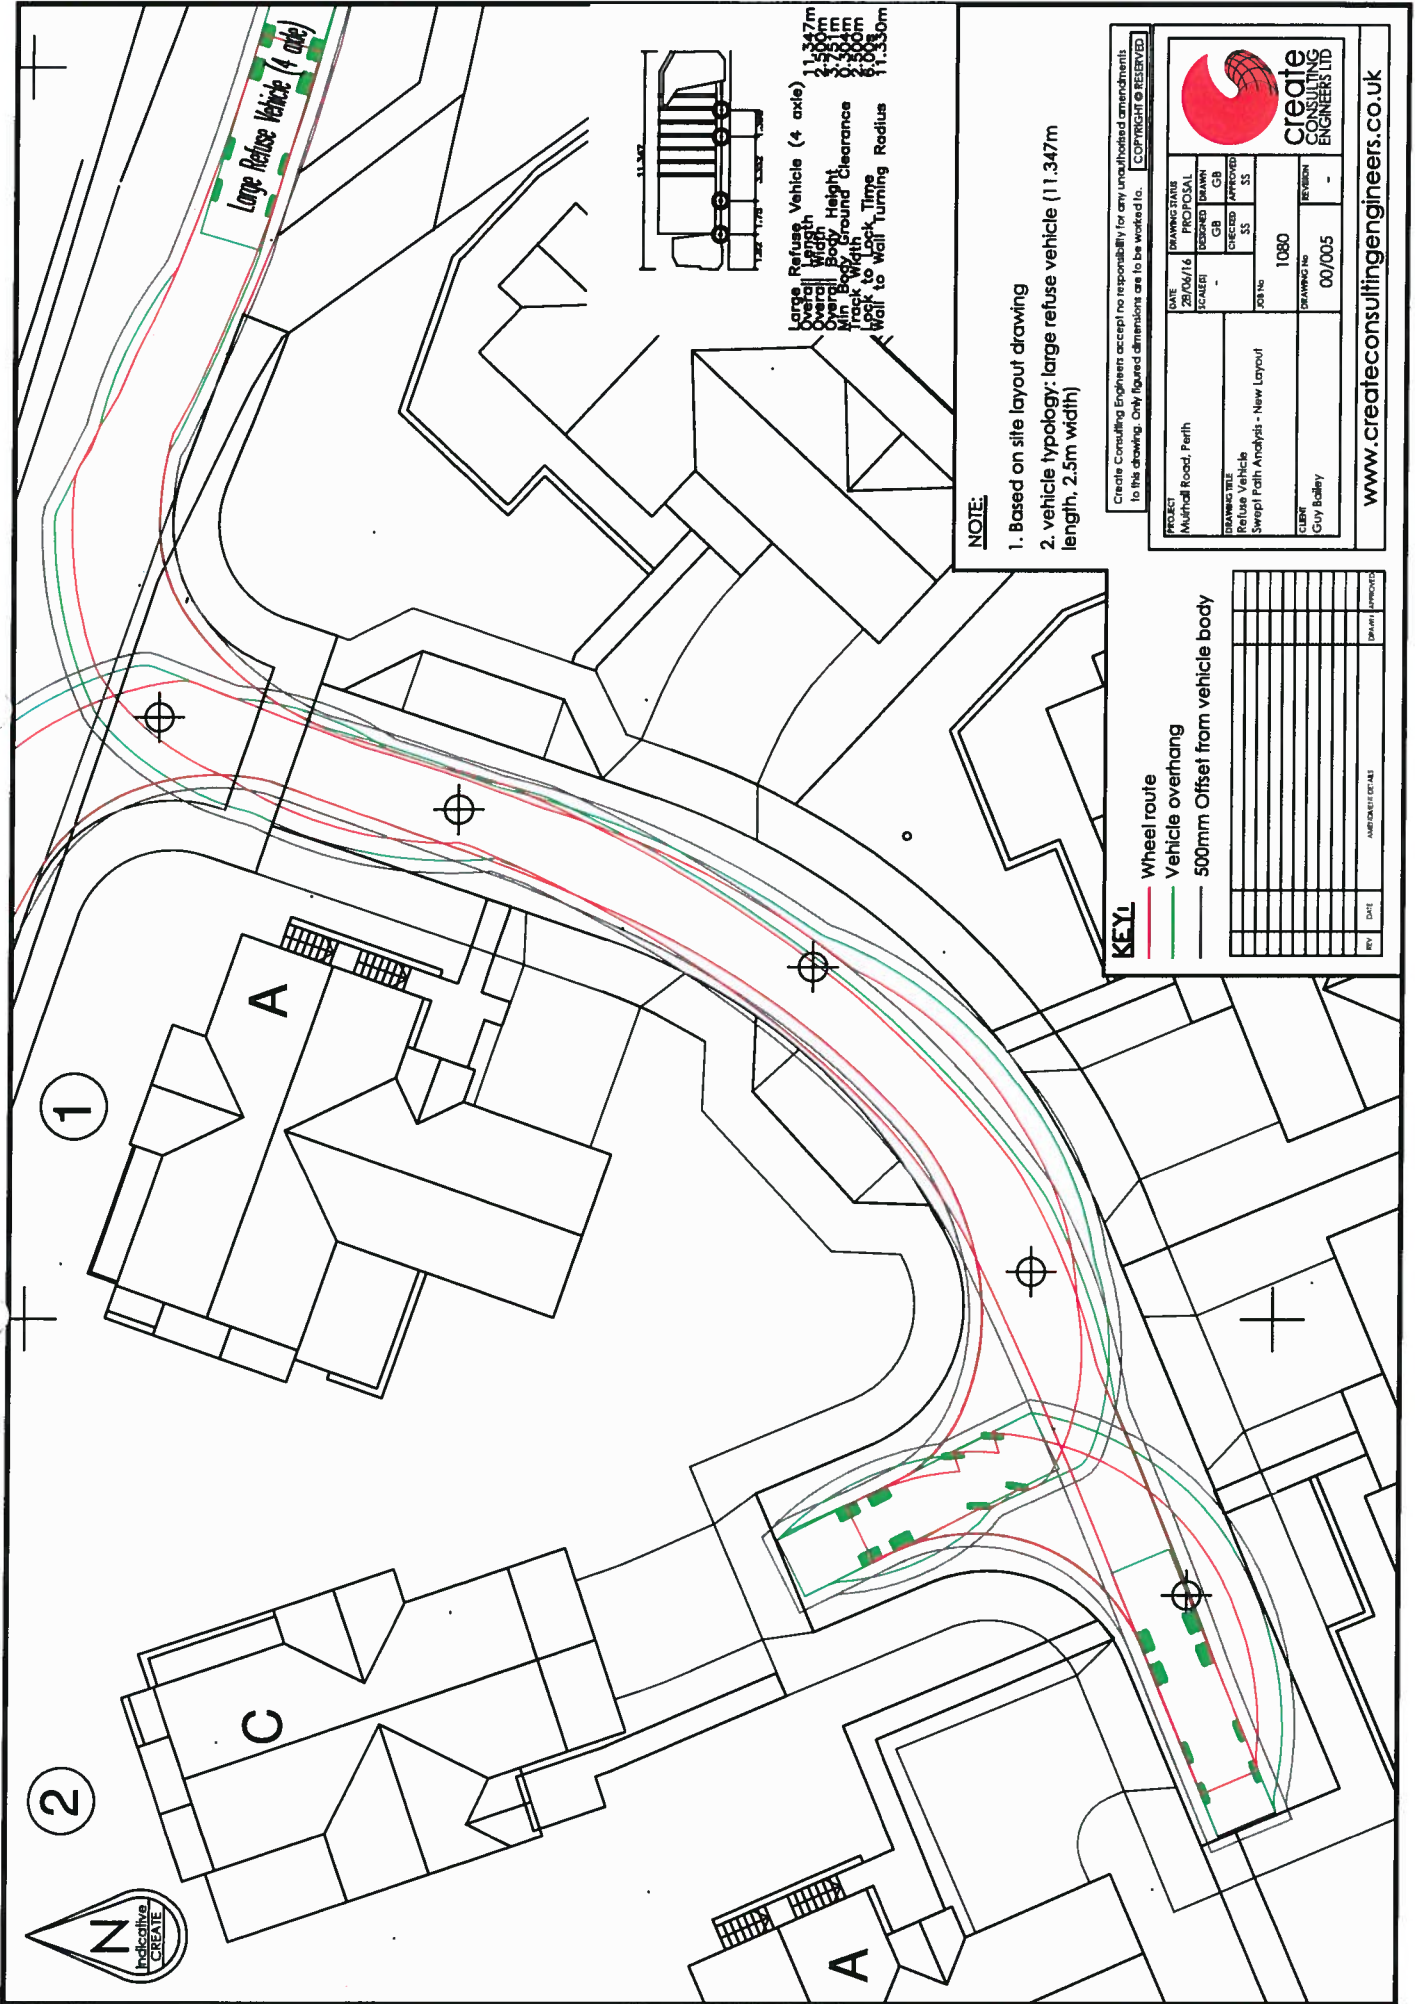 Large Refuse Vehicle (4 axle)
11.347
Large Refuse Vehicle (4 axle)
Overall Length 11.347m
Overall Width 2.500m
Overall Body Height 3.751m
Min Body Ground Clearance 0.304m
Track Width 2.500m
Lock to Lock Time 6.00s
Wall to Wall Turning Radius 11.330m
NOTE:
1. Based on site layout drawing
2. vehicle typology: large refuse vehicle (11.347m
length, 2.5m width)
Create Consulting Engineers accept no responsibility for any unauthorised amendments
to this drawing. Only figured dimensions are to be worked to.
COPYRIGHT © RESERVED
PROJECT
Muirhall Road, Perth
DATE
28/06/16
DRAWING STATUS
PROPOSAL
SCALE(S)
-
DESIGNED
GB
DRAWN
GB
CHECKED
SS
APPROVED
SS
DRAWING TITLE
Refuse Vehicle
Swept Path Analysis - New Layout
JOB No
1080
CLIENT
Guy Bailey
DRAWING No
00/005
REVISION
-
create
CONSULTING
ENGINEERS LTD
www.createconsultingengineers.co.uk
KEY:
Wheel route
Vehicle overhang
500mm Offset from vehicle body
REV
DATE
AMENDMENT DETAILS
DRAWN
APPROVED
1
A
2
C
A
N
Indicative
CREATE